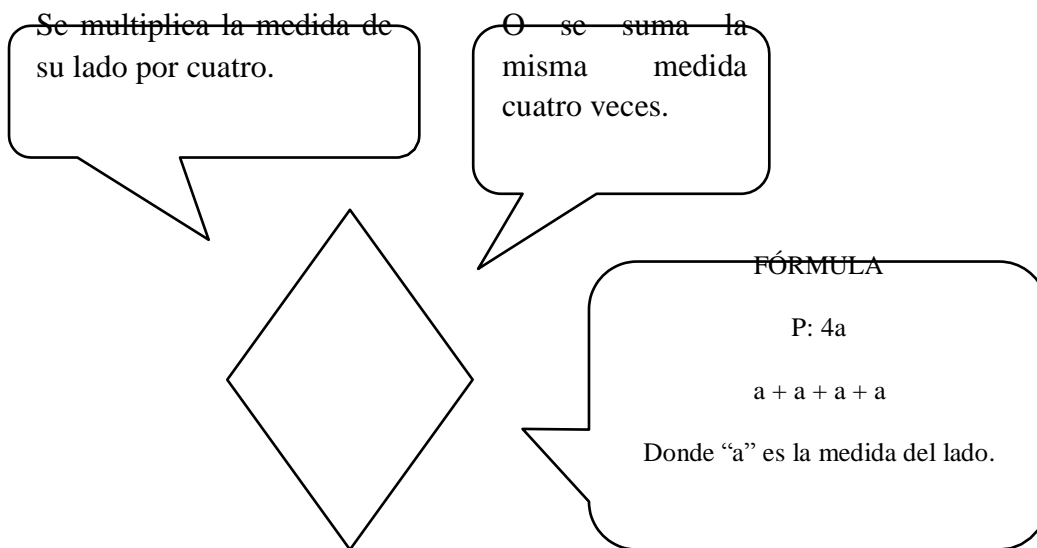 Se multiplica la medida de
su lado por cuatro.
O se suma la
misma medida
cuatro veces.
FÓRMULA
P: 4a
a + a + a + a
Donde “a” es la medida del lado.